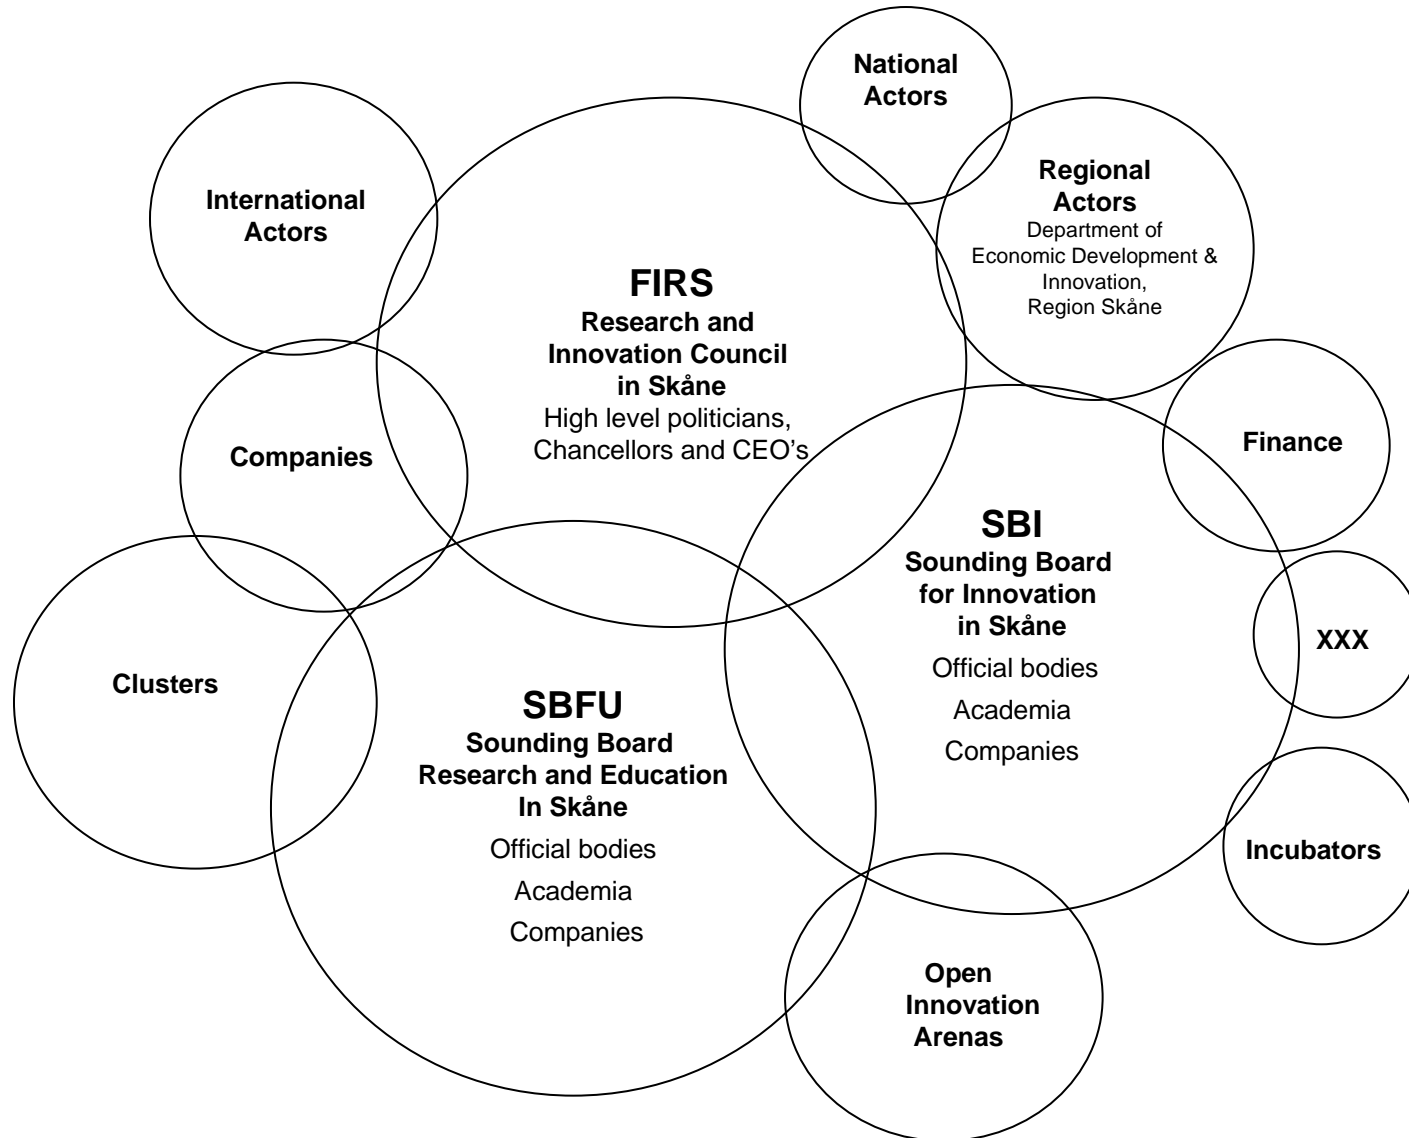 National
Actors
International
Actors
Regional
Actors
Department of
Economic Development &
Innovation,
Region Skåne
FIRS
Research and
Innovation Council
in Skåne
High level politicians,
Chancellors and CEO's
Companies
Finance
SBI
Sounding Board
for Innovation
in Skåne
Official bodies
Academia
Companies
XXX
Clusters
SBFU
Sounding Board
Research and Education
In Skåne
Official bodies
Academia
Companies
Incubators
Open
Innovation
Arenas